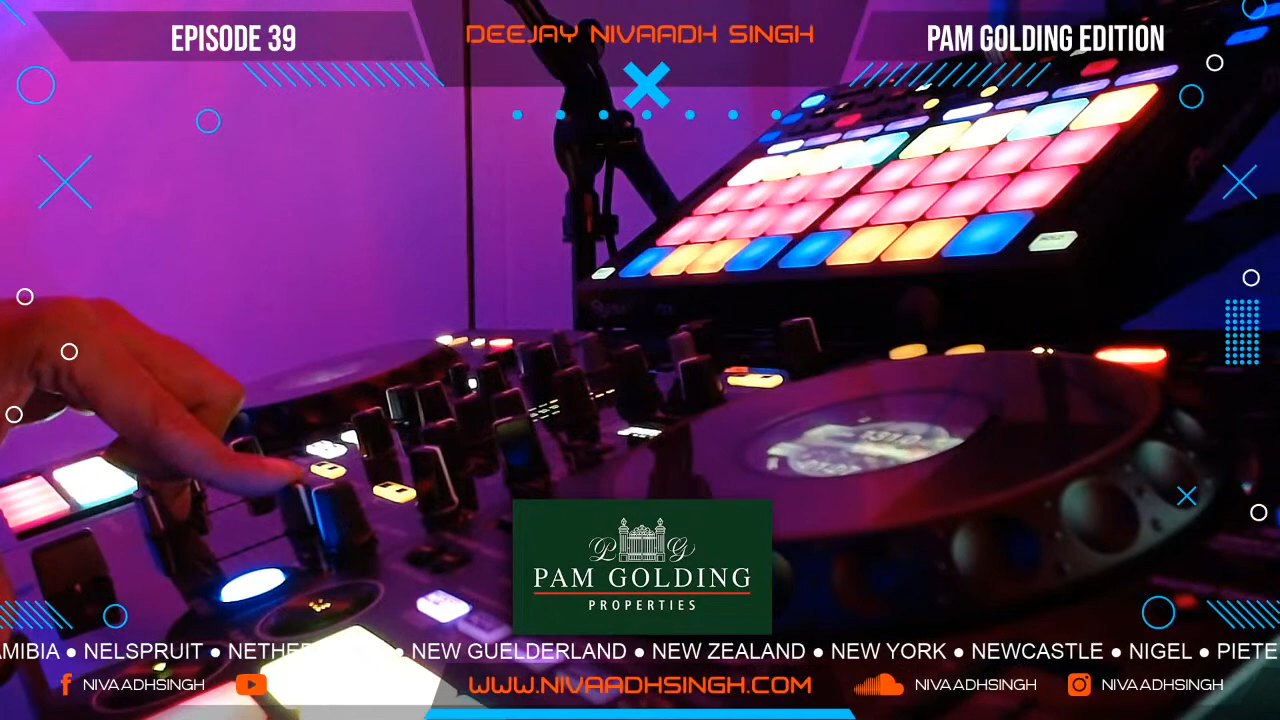 EPISODE 39
DEEJAY NIVAADH SINGH
PAM GOLDING EDITION
P G
PAM GOLDING
PROPERTIES
AMIBIA ● NELSPRUIT ● NETHE ● NEW GUELDERLAND ● NEW ZEALAND ● NEW YORK ● NEWCASTLE ● NIGEL ● PIETE
NIVAADHSINGH
WWW.NIVAADHSINGH.COM
NIVAADHSINGH
NIVAADHSINGH